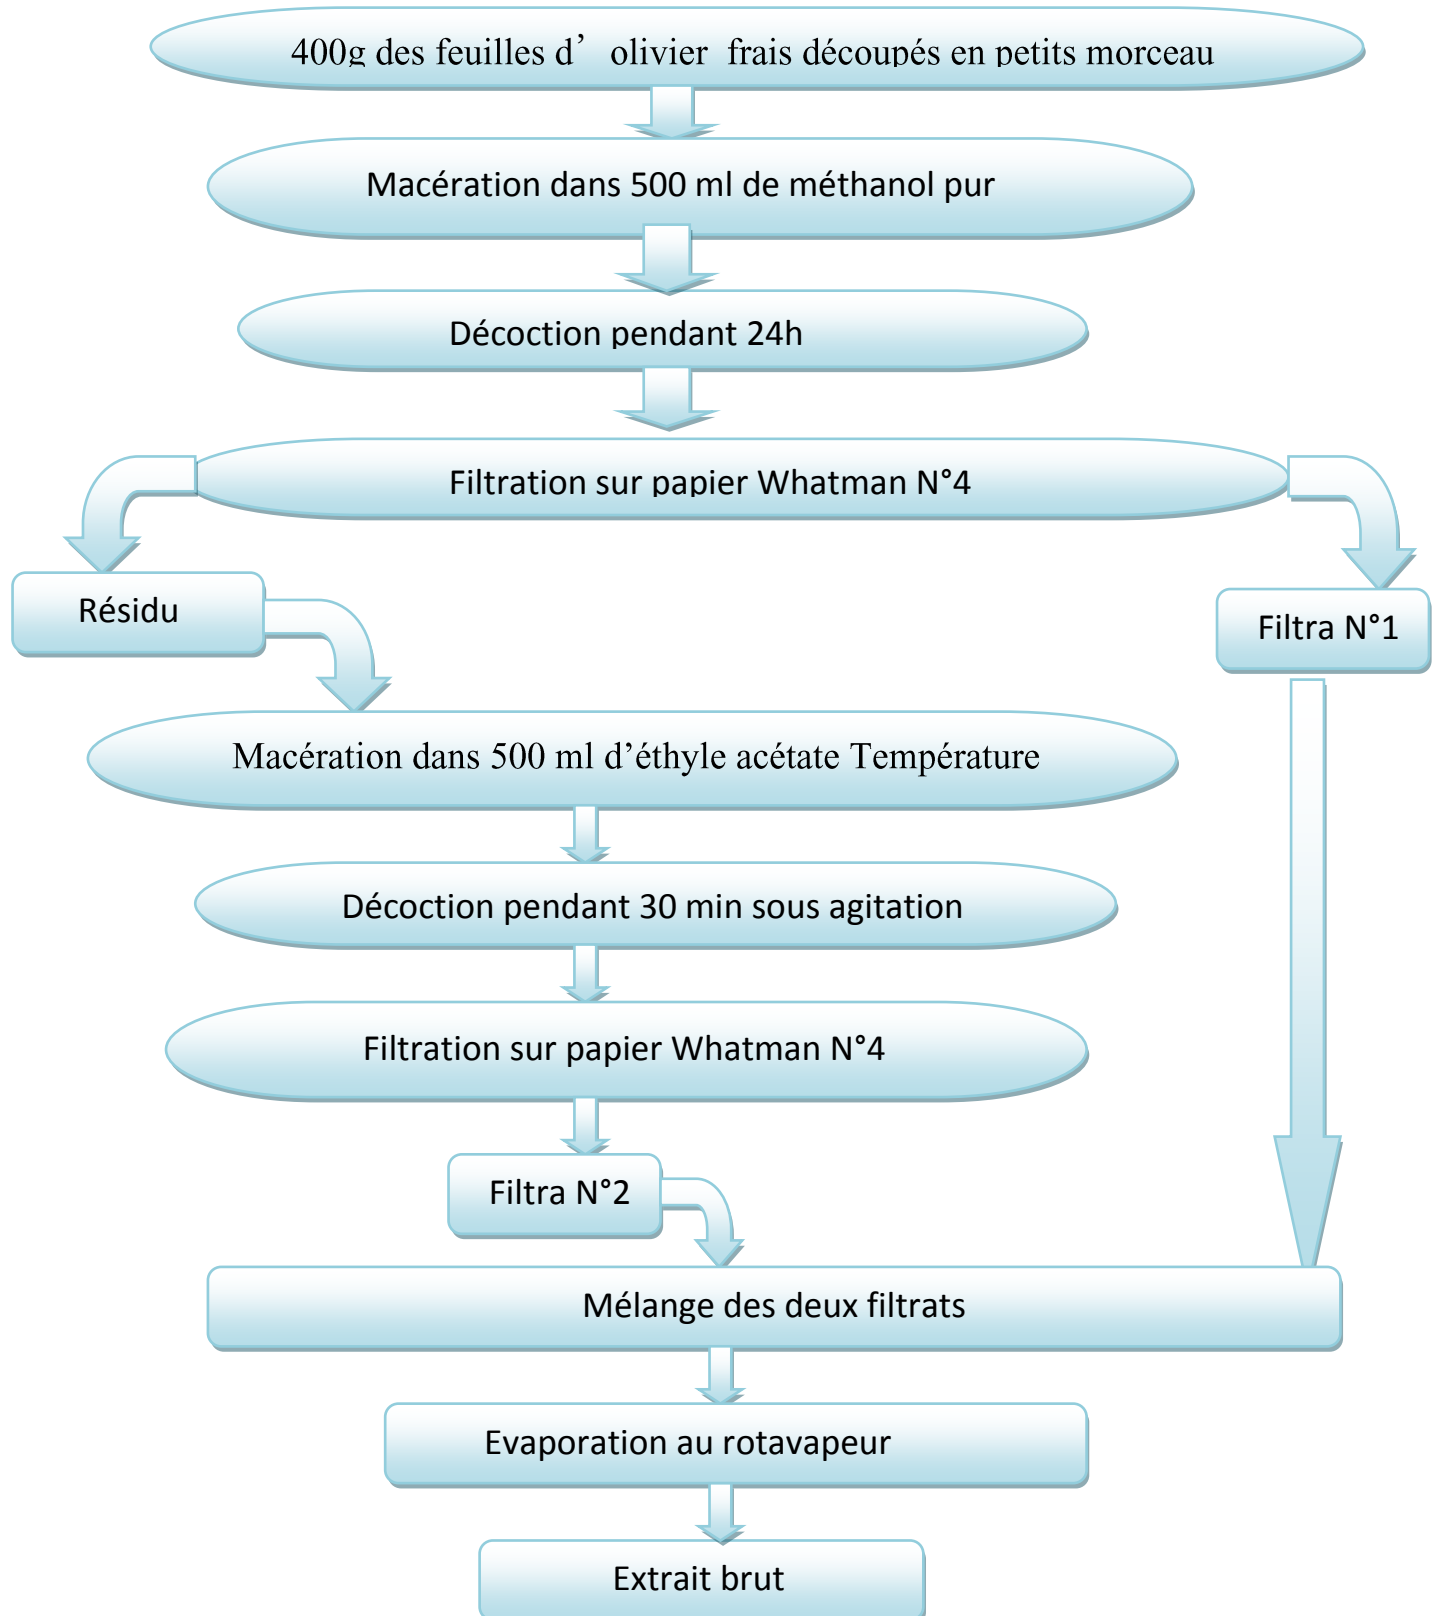 400g des feuilles d’ olivier frais découpés en petits morceau
Macération dans 500 ml de méthanol pur
Décoction pendant 24h
Filtration sur papier Whatman N°4
Résidu
Filtra N°1
Macération dans 500 ml d’éthyle acétate Température
Décoction pendant 30 min sous agitation
Filtration sur papier Whatman N°4
Filtra N°2
Mélange des deux filtrats
Evaporation au rotavapeur
Extrait brut